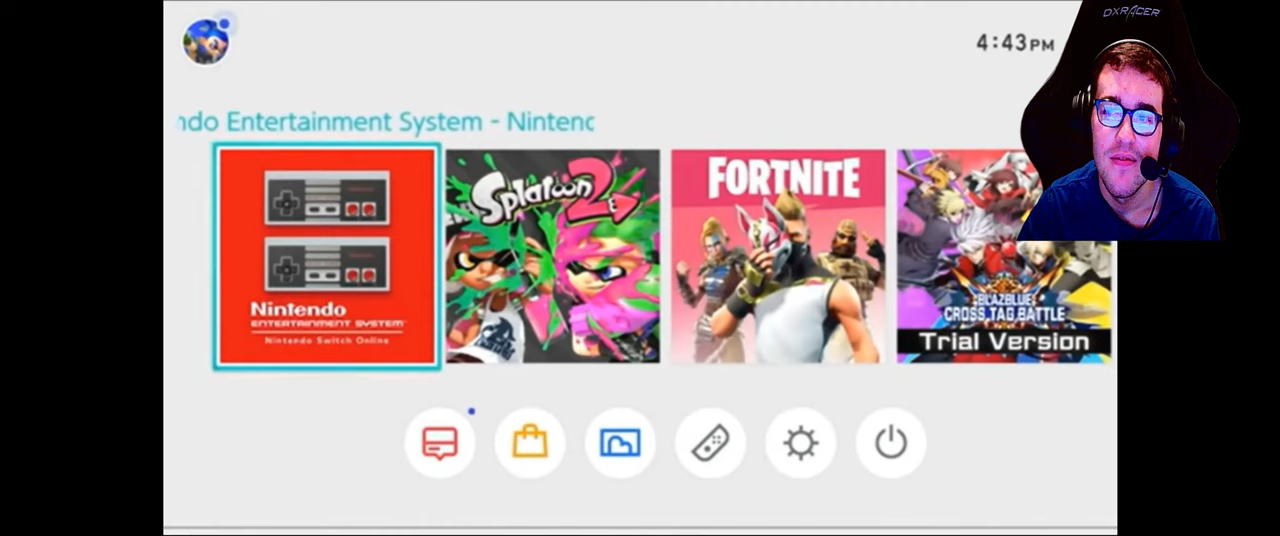 4:43PM
DXRACER
ndo Entertainment System - Nintend
Nintendo
ENTERTAINMENT SYSTEM
Nintendo Switch Online
Splatoon 2
FORTNITE
BLAZBLUE
CROSS TAG BATTLE
Trial Version